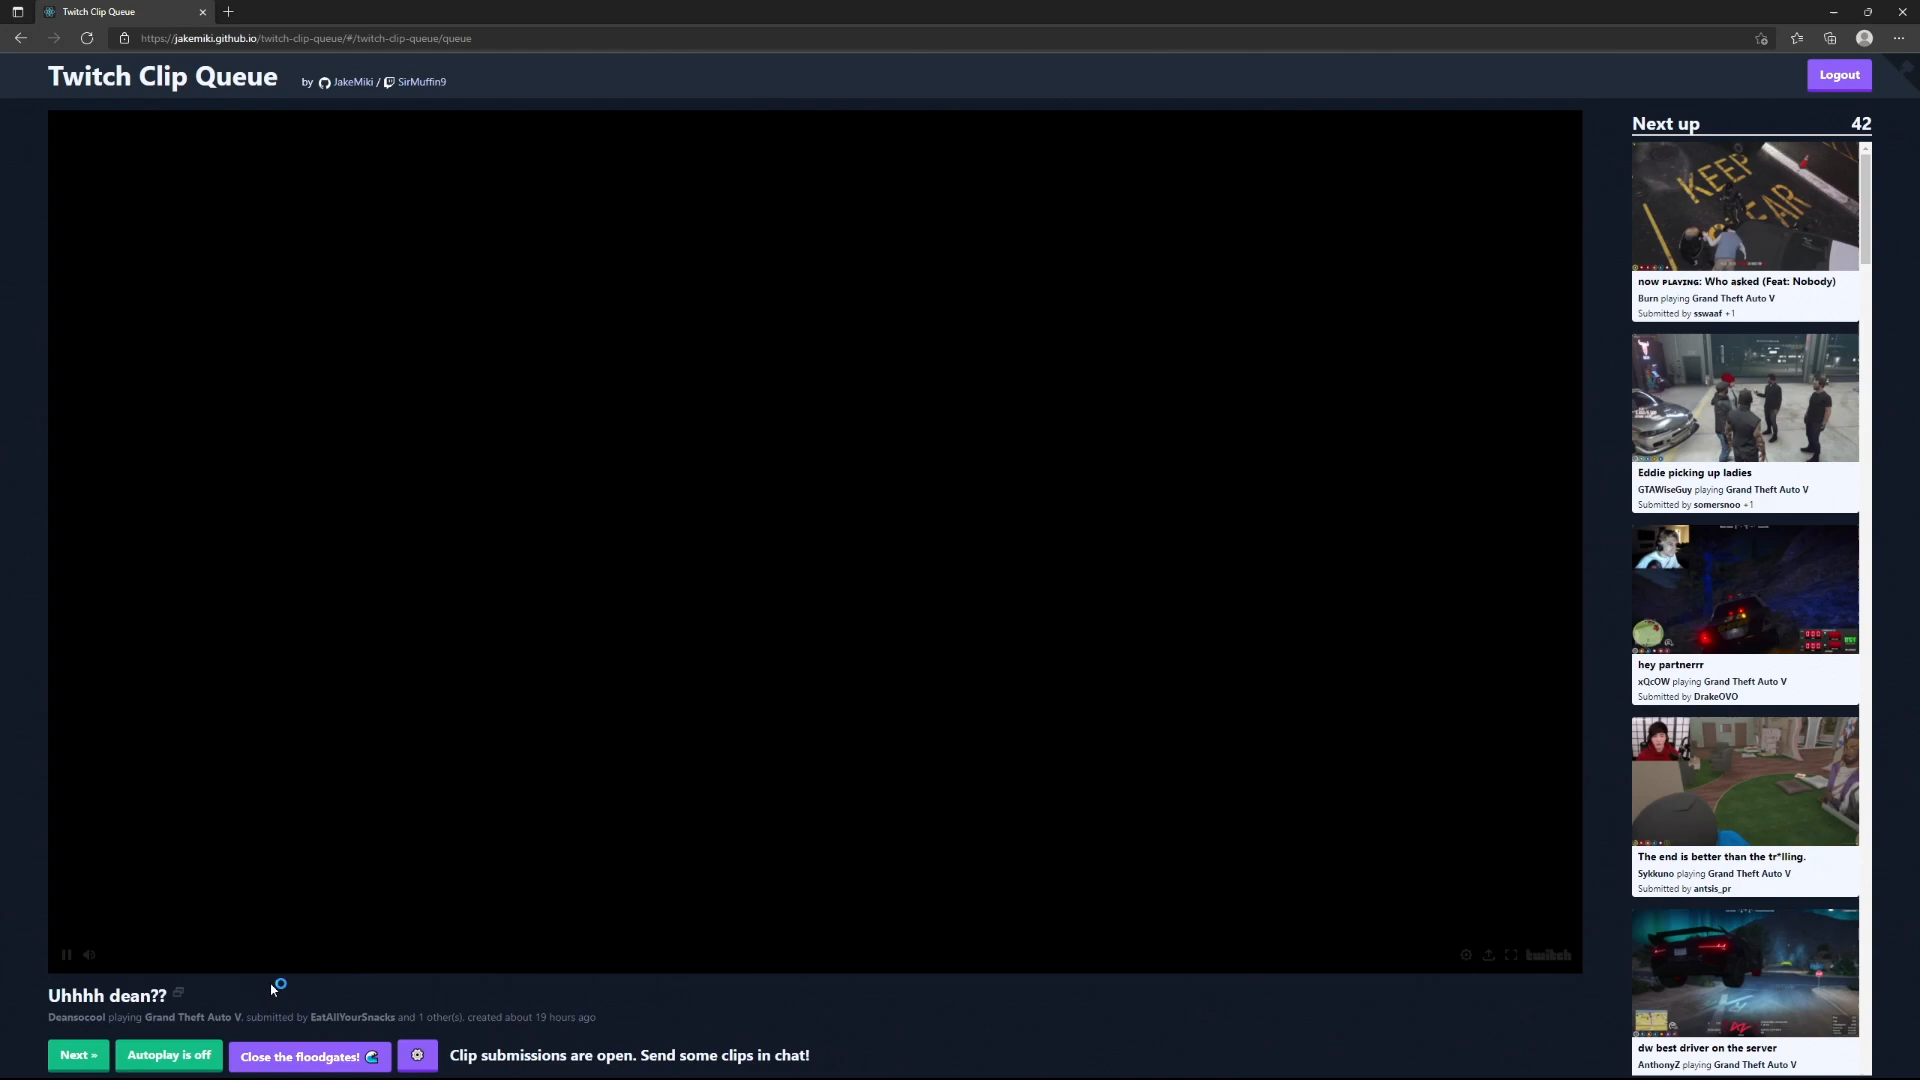 Twitch Clip Queue
https://jakemiki.github.io/twitch-clip-queue/#/twitch-clip-queue/queue
Twitch Clip Queue by JakeMiki / SirMuffin9
Logout
Next up 42
KEEP
now ᴘʟᴀʏɪɴɢ: Who asked (Feat: Nobody)
Burn playing Grand Theft Auto V
Submitted by sswaaf +1
Eddie picking up ladies
GTAWiseGuy playing Grand Theft Auto V
Submitted by somersnoo +1
hey partnerrr
xQcOW playing Grand Theft Auto V
Submitted by DrakeOVO
The end is better than the tr*lling.
Sykkuno playing Grand Theft Auto V
Submitted by antsis_pr
dw best driver on the server
AnthonyZ playing Grand Theft Auto V
twitch
Uhhhh dean??
Deansocool playing Grand Theft Auto V, submitted by EatAllYourSnacks and 1 other(s), created about 19 hours ago
Next »
Autoplay is off
Close the floodgates!
Clip submissions are open. Send some clips in chat!